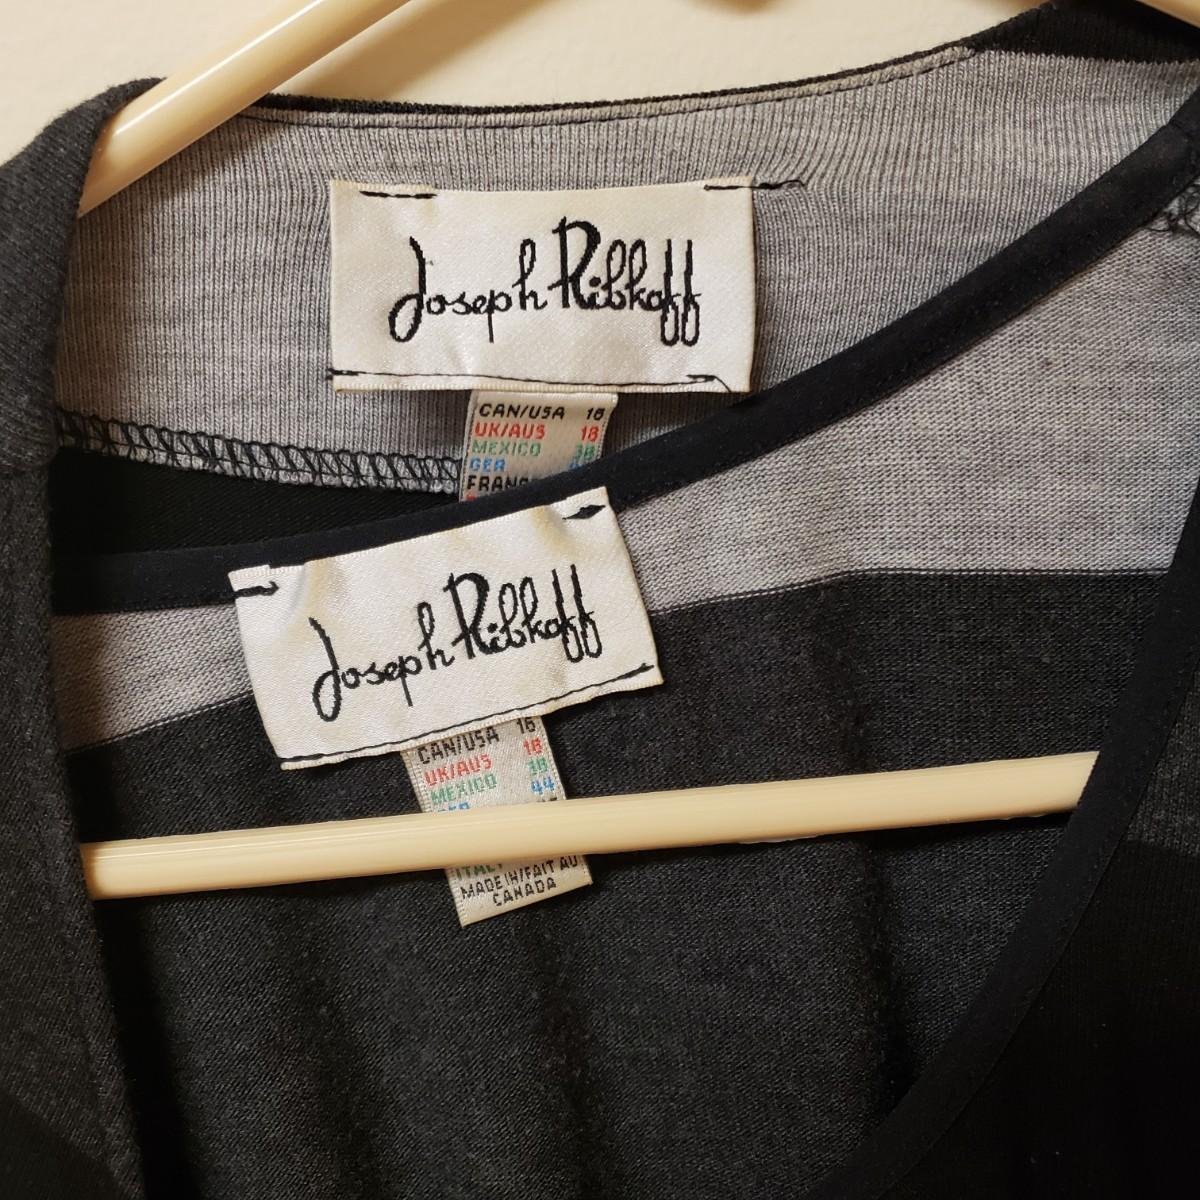 Joseph Ribkoff
CAN/USA 16
UK/AUS 18
MEXICO 38
GER
Joseph Ribkoff
CAN/USA 16
UK/AUS 18
MEXICO 38
44
MADE IN/FAIT AU
CANADA